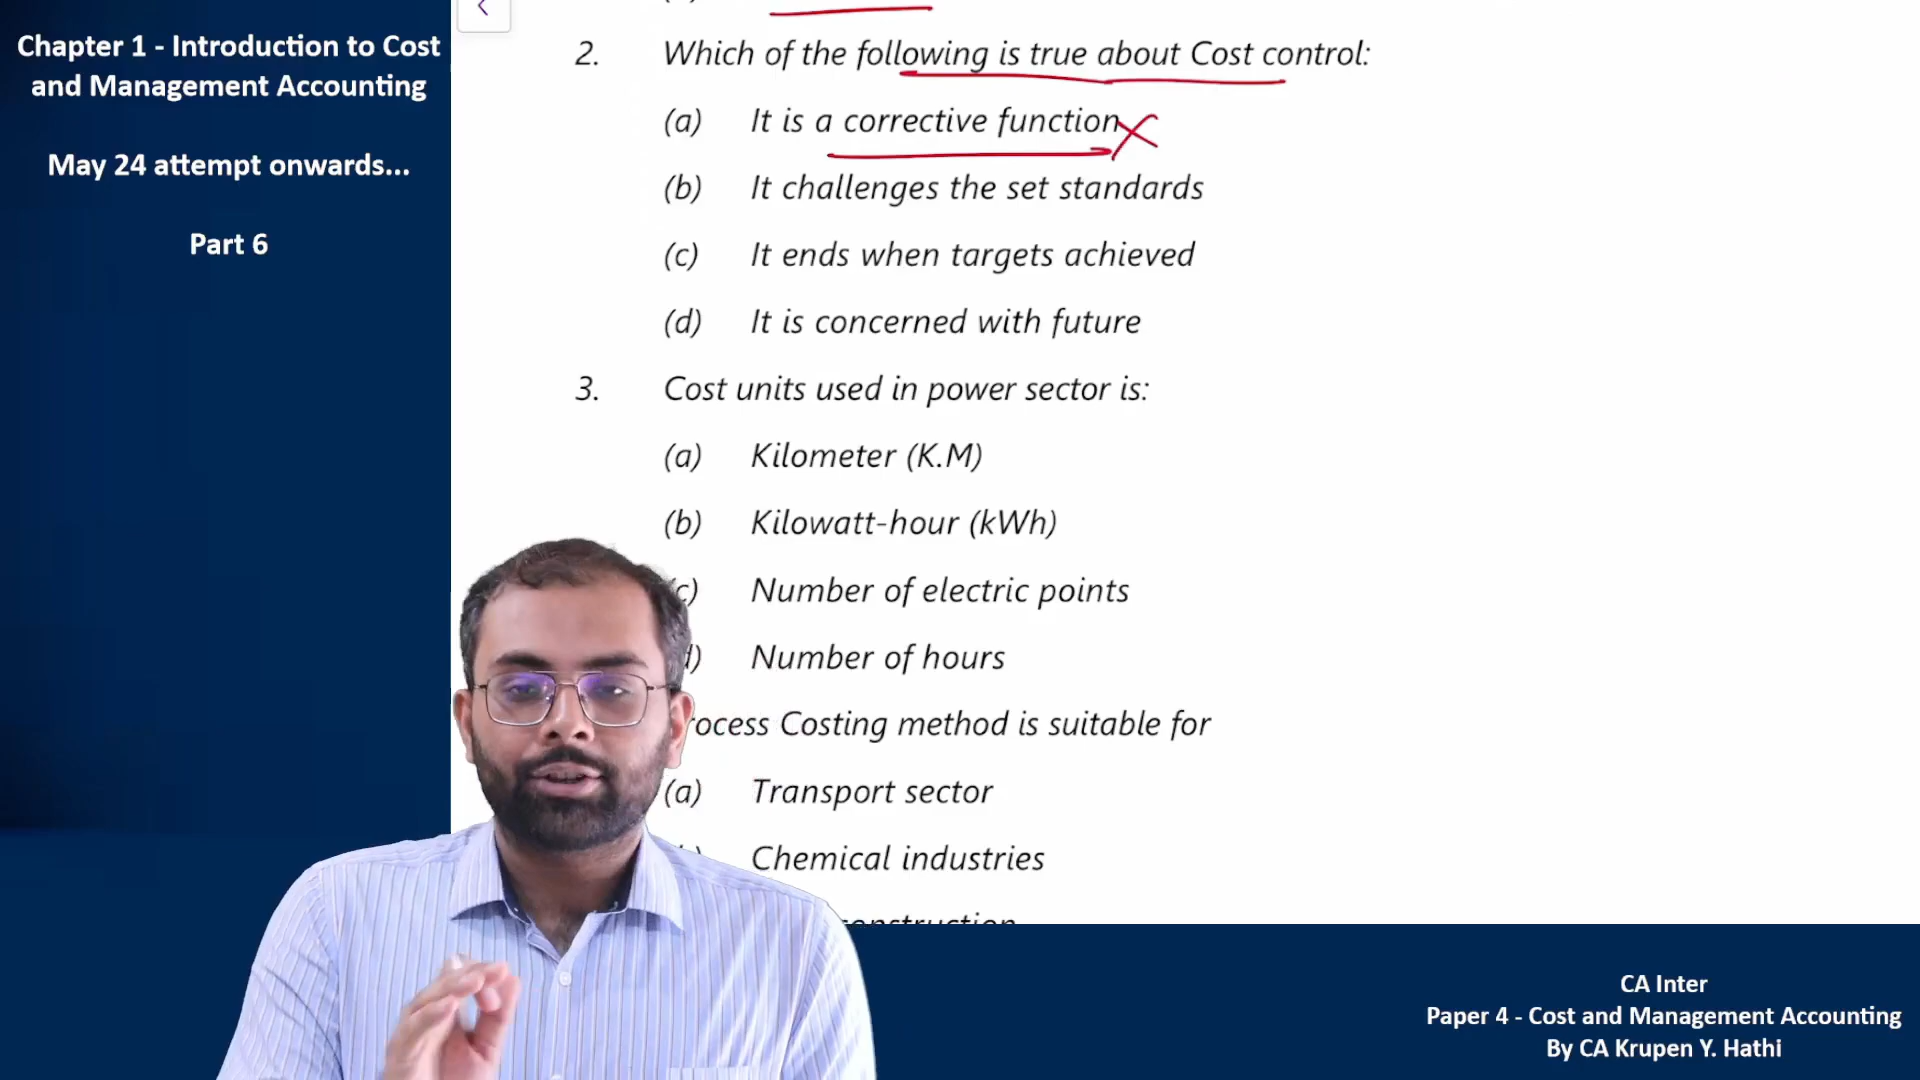 Chapter 1 - Introduction to Cost
and Management Accounting
May 24 attempt onwards...
Part 6
2. Which of the following is true about Cost control:
(a) It is a corrective function
(b) It challenges the set standards
(c) It ends when targets achieved
(d) It is concerned with future
3. Cost units used in power sector is:
(a) Kilometer (K.M)
(b) Kilowatt-hour (kWh)
c) Number of electric points
d) Number of hours
rocess Costing method is suitable for
(a) Transport sector
Chemical industries
CA Inter
Paper 4 - Cost and Management Accounting
By CA Krupen Y. Hathi